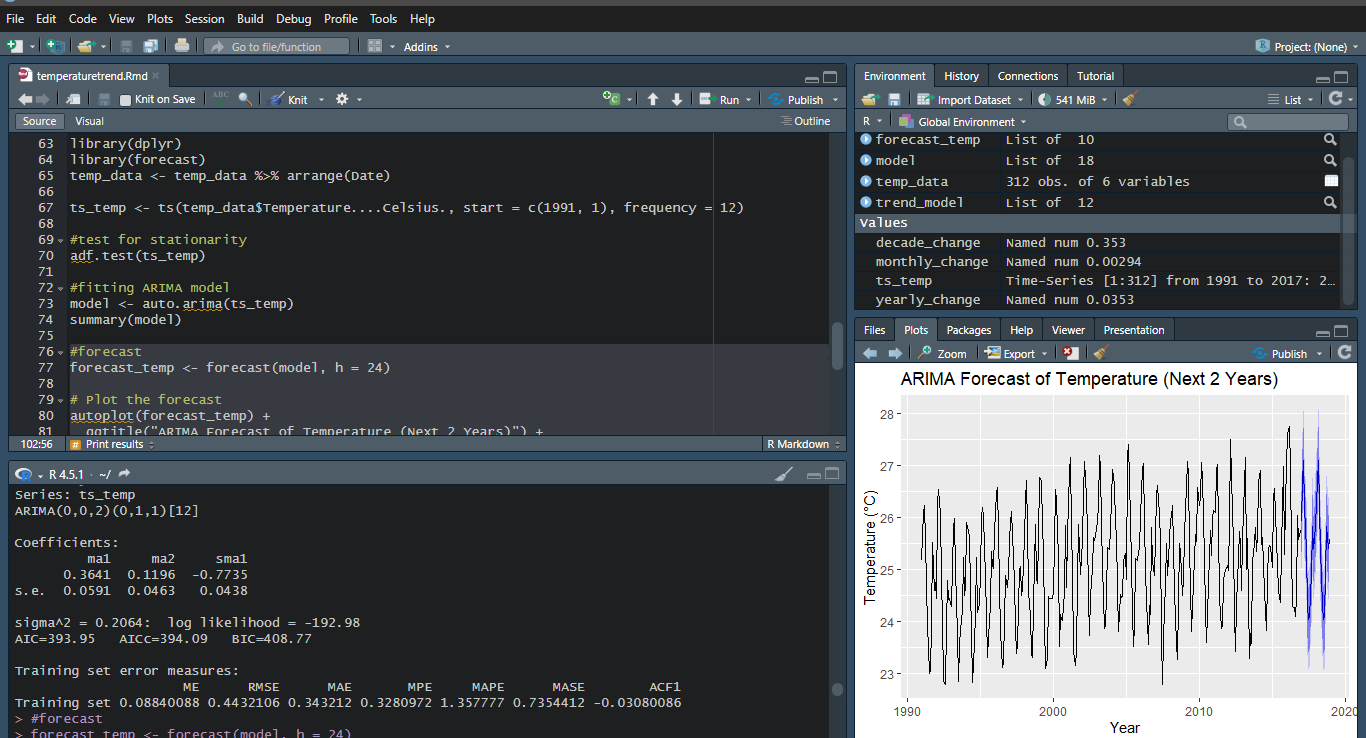 File Edit Code View Plots Session Build Debug Profile Tools Help
Go to file/function Addins Project: (None)
temperaturetrend.Rmd
Knit on Save ABC Knit Run Publish
Source Visual Outline
63 library(dplyr)
64 library(forecast)
65 temp_data <- temp_data %>% arrange(Date)
66
67 ts_temp <- ts(temp_data$Temperature....Celsius., start = c(1991, 1), frequency = 12)
68
69 #test for stationarity
70 adf.test(ts_temp)
71
72 #fitting ARIMA model
73 model <- auto.arima(ts_temp)
74 summary(model)
75
76 #forecast
77 forecast_temp <- forecast(model, h = 24)
78
79 # Plot the forecast
80 autoplot(forecast_temp) +
81 ggtitle("ARIMA Forecast of Temperature (Next 2 Years)") +
102:56 # Print results R Markdown
R 4.5.1 · ~/
Series: ts_temp
ARIMA(0,0,2)(0,1,1)[12]
Coefficients:
ma1 ma2 sma1
0.3641 0.1196 -0.7735
s.e. 0.0591 0.0463 0.0438
sigma^2 = 0.2064: log likelihood = -192.98
AIC=393.95 AICc=394.09 BIC=408.77
Training set error measures:
ME RMSE MAE MPE MAPE MASE ACF1
Training set 0.08840088 0.4432106 0.343212 0.3280972 1.357777 0.7354412 -0.03080086
> #forecast
> forecast_temp <- forecast(model, h = 24)
Environment History Connections Tutorial
Import Dataset 541 MiB List
R Global Environment
forecast_temp List of 10
model List of 18
temp_data 312 obs. of 6 variables
trend_model List of 12
Values
decade_change Named num 0.353
monthly_change Named num 0.00294
ts_temp Time-Series [1:312] from 1991 to 2017: 2…
yearly_change Named num 0.0353
Files Plots Packages Help Viewer Presentation
Zoom Export Publish
ARIMA Forecast of Temperature (Next 2 Years)
Temperature (°C)
28
27
26
25
24
23
1990 2000 2010 2020
Year